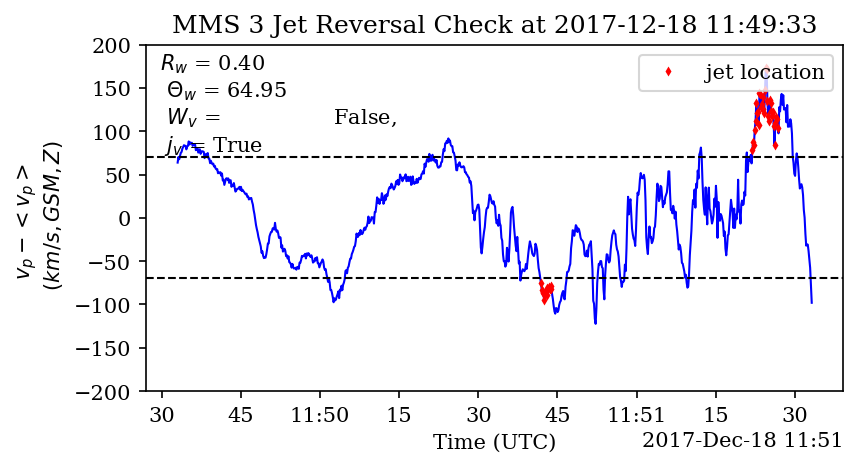 MMS 3 Jet Reversal Check at 2017-12-18 11:49:33
R_w = 0.40
Θ_w = 64.95
W_v = False,
j_v = True
jet location
v_p − <v_p>
(km/s, GSM, Z)
200
150
100
50
0
−50
−100
−150
−200
30 45 11:50 15 30 45 11:51 15 30
Time (UTC)
2017-Dec-18 11:51